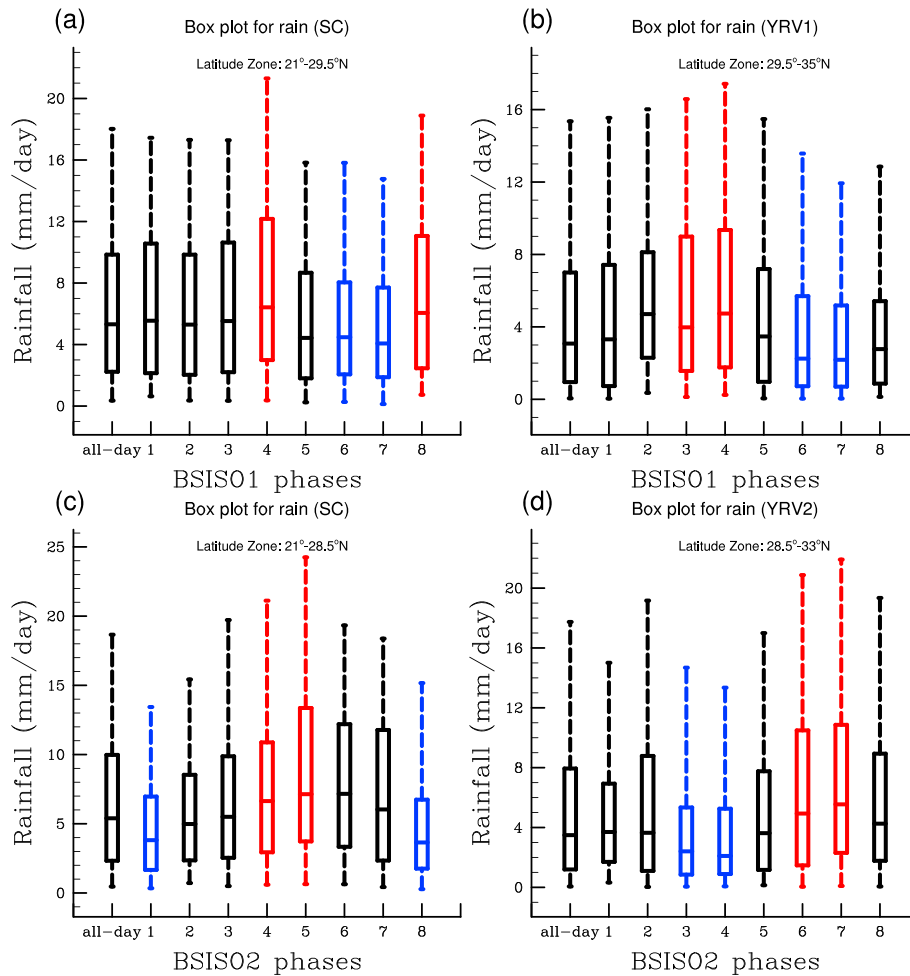 (a)
Box plot for rain (SC)
Latitude Zone: 21°-29.5°N
Rainfall (mm/day)
20
16
12
8
4
0
all-day 1 2 3 4 5 6 7 8
BSISO1 phases
(b)
Box plot for rain (YRV1)
Latitude Zone: 29.5°-35°N
Rainfall (mm/day)
16
12
8
4
0
all-day 1 2 3 4 5 6 7 8
BSISO1 phases
(c)
Box plot for rain (SC)
Latitude Zone: 21°-28.5°N
Rainfall (mm/day)
25
20
15
10
5
0
all-day 1 2 3 4 5 6 7 8
BSISO2 phases
(d)
Box plot for rain (YRV2)
Latitude Zone: 28.5°-33°N
Rainfall (mm/day)
20
16
12
8
4
0
all-day 1 2 3 4 5 6 7 8
BSISO2 phases